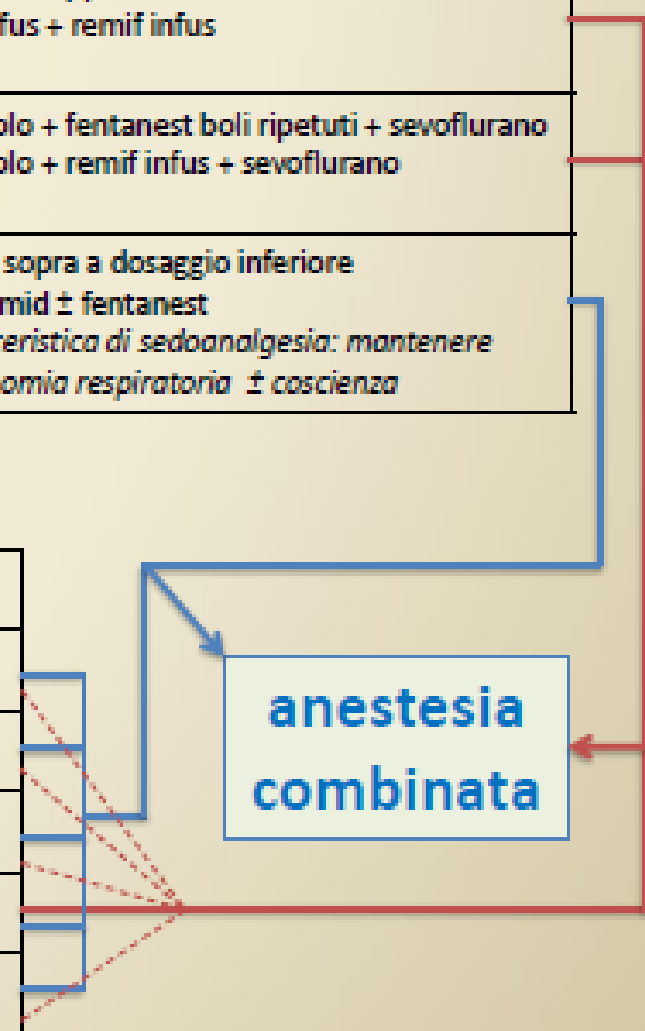 fus + remif infus
olo + fentanest boli ripetuti + sevoflurano
olo + remif infus + sevoflurano
sopra a dosaggio inferiore
mid ± fentanest
eristica di sedoanalgesia: mantenere
omia respiratoria ± coscienza
anestesia
combinata